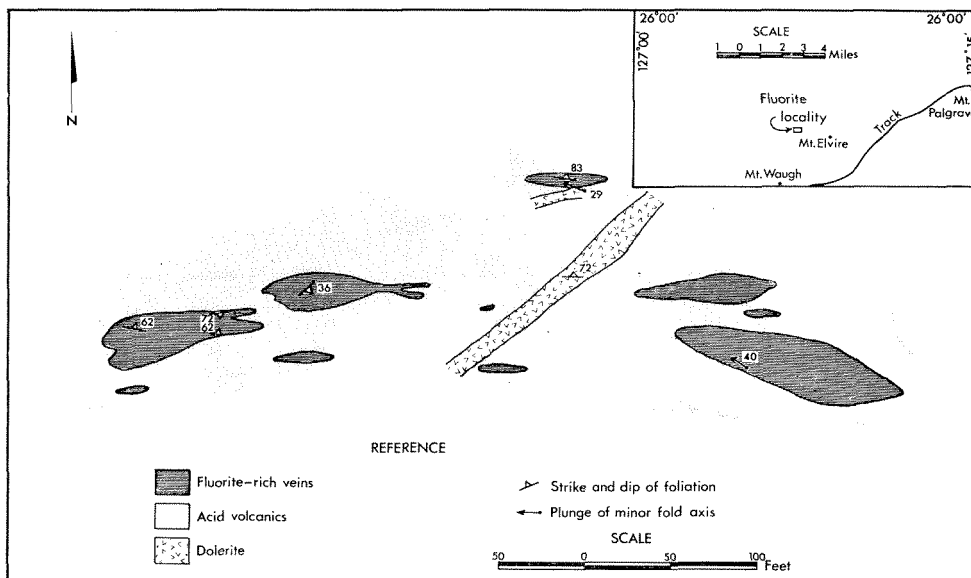 N
26°00'
26°00'
127°00'
127°15'
SCALE
1 0 1 2 3 4 Miles
Fluorite
locality
Mt. Elvire
Track
Mt.
Palgrave
Mt. Waugh
83
29
72
36
62
72
62
40
REFERENCE
Fluorite-rich veins
Acid volcanics
Dolerite
Strike and dip of foliation
Plunge of minor fold axis
SCALE
50 0 50 100 Feet